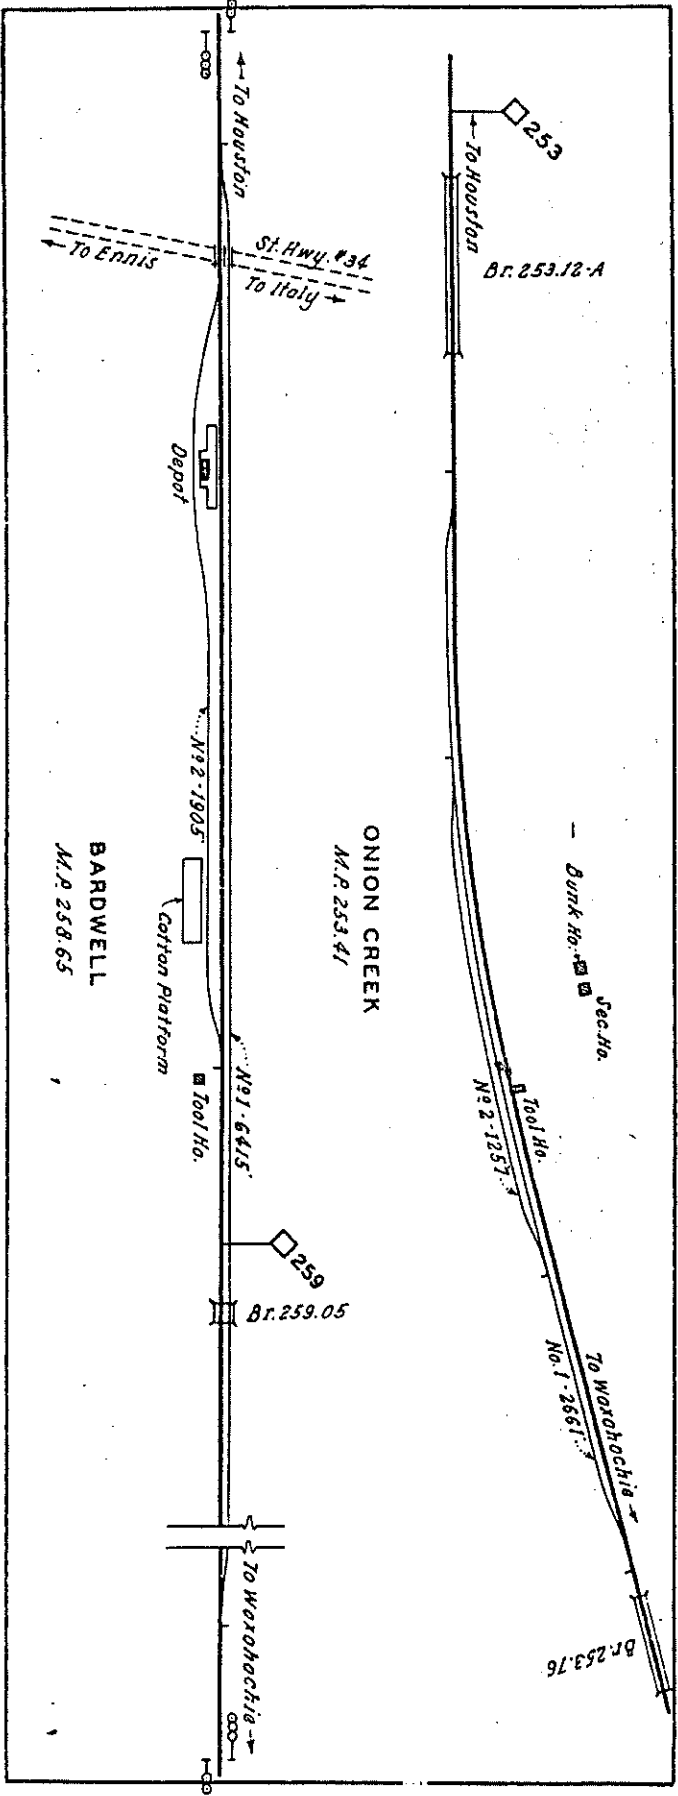 253
To Houston
Br. 253.12-A
Bunk Ho.
Sec. Ho.
Tool Ho.
No 2 - 1257'
No. 1 - 2661'
To Waxahachie
Br. 253.76
ONION CREEK
M.P. 253.41
To Houston
St. Hwy. #34
To Ennis
To Italy
Depot
No 2 - 1905'
Cotton Platform
No 1 - 6415'
Tool Ho.
259
Br. 259.05
To Waxahachie
BARDWELL
M.P. 258.65